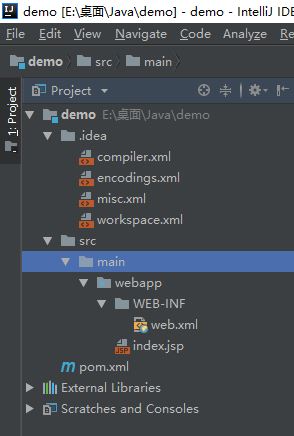 demo [E:\桌面\Java\demo] - demo - IntelliJ IDE
File Edit View Navigate Code Analyze Refa
demo src main
1: Project
Project
demo E:\桌面\Java\demo
.idea
compiler.xml
encodings.xml
misc.xml
workspace.xml
src
main
webapp
WEB-INF
web.xml
index.jsp
pom.xml
External Libraries
Scratches and Consoles